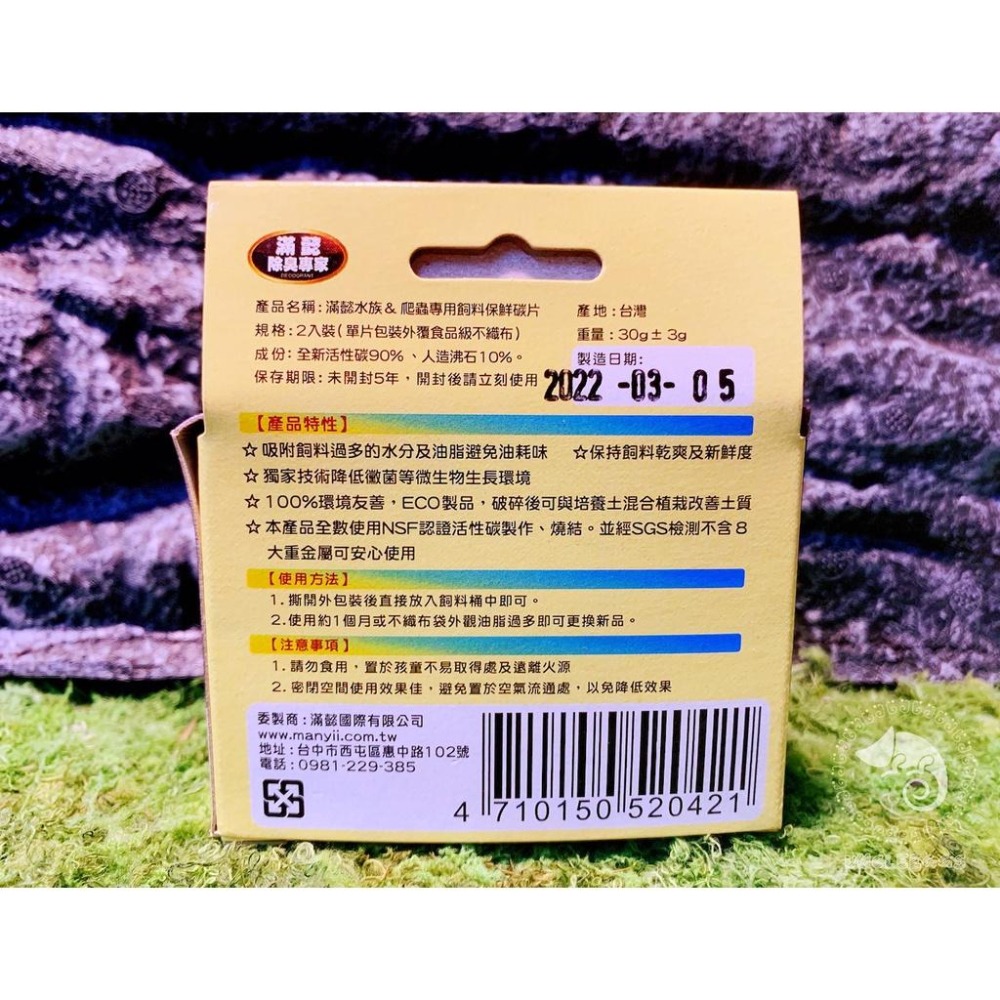 滿懿
除臭專家
DEODORANT
產品名稱：滿懿水族& 爬蟲專用飼料保鮮碳片
產地：台灣
規格：2入裝(單片包裝外覆食品級不織布)
重量：30g±3g
成份：全新活性碳90%、人造沸石10%。
製造日期：
保存期限：未開封5年，開封後請立刻使用
2022 -03- 05
【產品特性】
☆吸附飼料過多的水分及油脂避免油耗味 ☆保持飼料乾爽及新鮮度
☆獨家技術降低黴菌等微生物生長環境
☆100%環境友善，ECO製品，破碎後可與培養土混合植栽改善土質
☆本產品全數使用NSF認證活性碳製作、燒結。並經SGS檢測不含8
大重金屬可安心使用
【使用方法】
1.撕開外包裝後直接放入飼料桶中即可。
2.使用約1個月或不織布袋外觀油脂過多即可更換新品。
【注意事項】
1.請勿食用，置於孩童不易取得處及遠離火源
2.密閉空間使用效果佳，避免置於空氣流通處，以免降低效果
委製商：滿懿國際有限公司
www.manyii.com.tw
地址：台中市西屯區惠中路102號
電話：0981-229-385
4 710150 520421